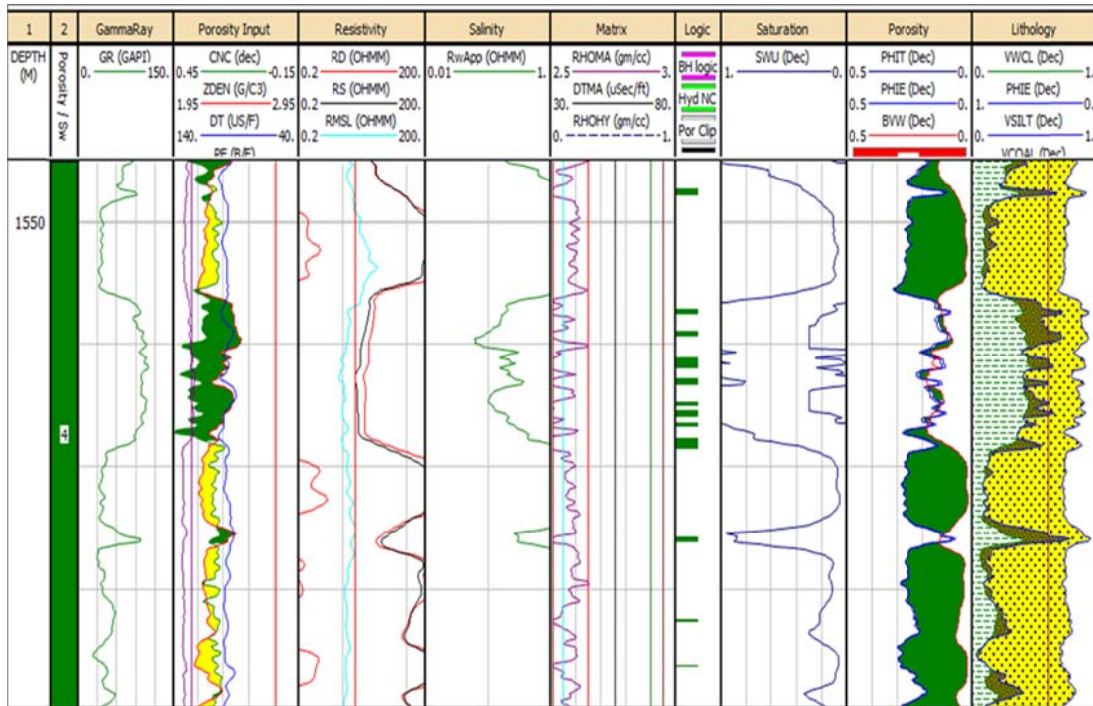 1 2 GammaRay Porosity Input Resistivity Salinity Matrix Logic Saturation Porosity Lithology
DEPTH
(M)
Porosity / Sw
GR (GAPI)
0. 150.
CNC (dec)
0.45 -0.15
ZDEN (G/C3)
1.95 2.95
DT (US/F)
140. 40.
PE (B/E)
RD (OHMM)
0.2 200.
RS (OHMM)
0.2 200.
RMSL (OHMM)
0.2 200.
RwApp (OHMM)
0.01 1.
RHOMA (gm/cc)
2.5 3.
DTMA (uSec/ft)
30. 80.
RHOHY (gm/cc)
0. 1.
BH logic
Hyd NC
Por Clip
SWU (Dec)
1. 0.
PHIT (Dec)
0.5 0.
PHIE (Dec)
0.5 0.
BVW (Dec)
0.5 0.
VWCL (Dec)
0. 1.
PHIE (Dec)
1. 0.
VSILT (Dec)
0. 1.
VCOAL (Dec)
1550
4